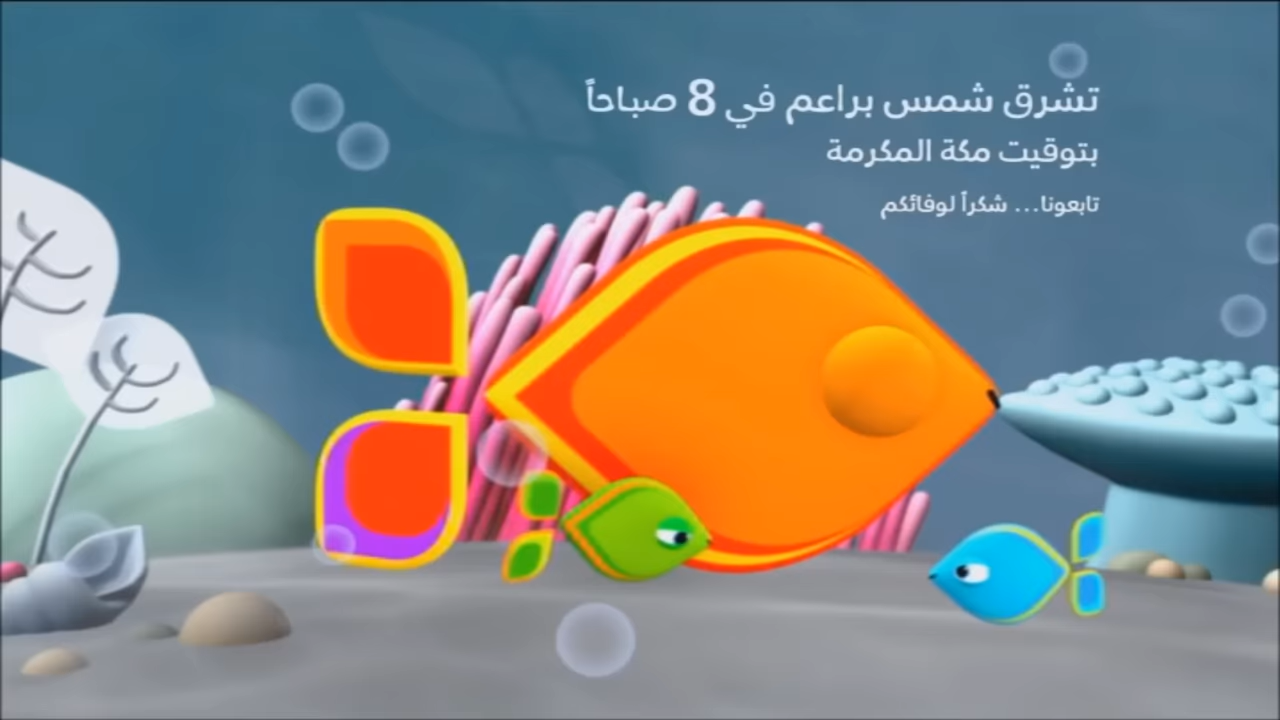 تشرق شمس براعم في 8 صباحاً
بتوقيت مكة المكرمة
تابعونا... شكراً لوفائكم